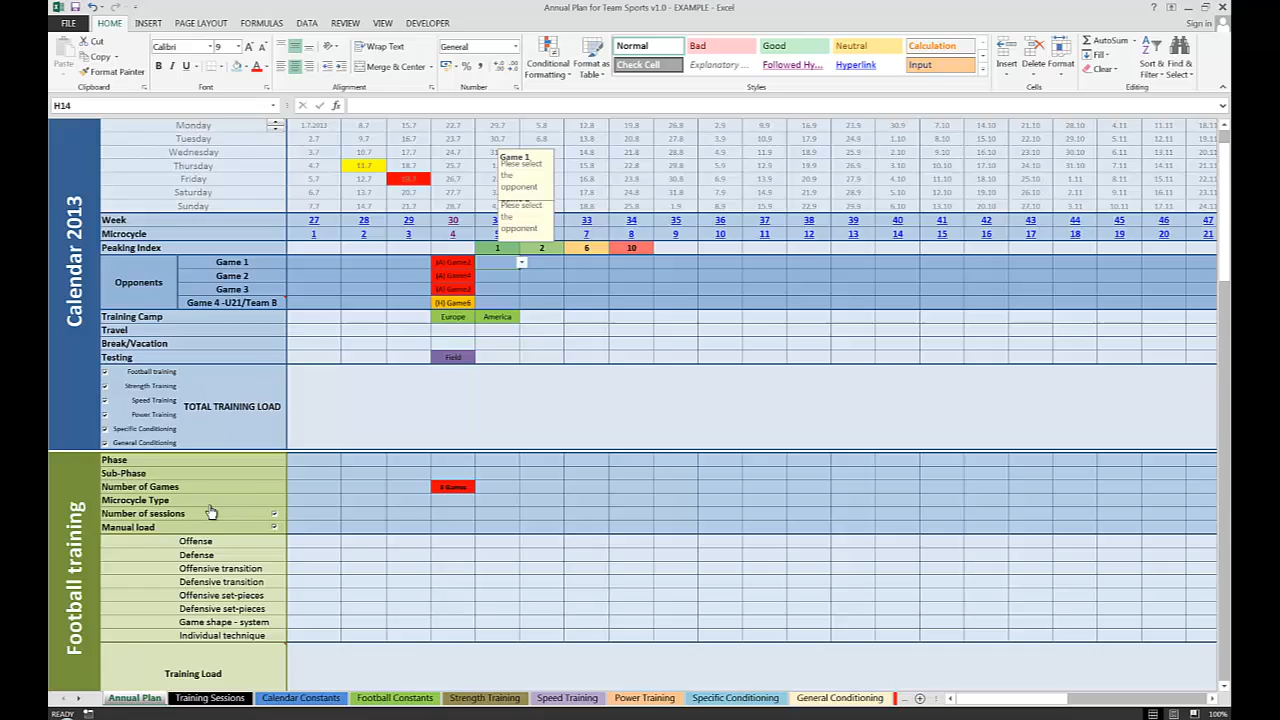 Annual Plan for Team Sports v1.0 - EXAMPLE - Excel
Sign in
FILE HOME INSERT PAGE LAYOUT FORMULAS DATA REVIEW VIEW DEVELOPER
Paste
Cut
Copy
Format Painter
Clipboard
Calibri 9
B I U
Font
Wrap Text
Merge & Center
Alignment
General
Number
Conditional Formatting
Format as Table
Normal Bad Good Neutral Calculation
Check Cell Explanatory ... Followed Hy... Hyperlink Input
Styles
Insert Delete Format
Cells
AutoSum
Fill
Clear
Sort & Filter
Find & Select
Editing
H14
Calendar 2013
Monday 1.7.2013 8.7 15.7 22.7 29.7 5.8 12.8 19.8 26.8 2.9 9.9 16.9 23.9 30.9 7.10 14.10 21.10 28.10 4.11 11.11 18.11
Tuesday 2.7 9.7 16.7 23.7 30.7 6.8 13.8 20.8 27.8 3.9 10.9 17.9 24.9 1.10 8.10 15.10 22.10 29.10 5.11 12.11 19.11
Wednesday 3.7 10.7 17.7 24.7 14.8 21.8 28.8 4.9 11.9 18.9 25.9 2.10 9.10 16.10 23.10 30.10 6.11 13.11 20.11
Thursday 4.7 11.7 18.7 25.7 15.8 22.8 29.8 5.9 12.9 19.9 26.9 3.10 10.10 17.10 24.10 31.10 7.11 14.11 21.11
Friday 5.7 12.7 26.7 16.8 23.8 30.8 6.9 13.9 20.9 27.9 4.10 11.10 18.10 25.10 1.11 8.11 15.11 22.11
Saturday 6.7 13.7 20.7 27.7 17.8 24.8 31.8 7.9 14.9 21.9 28.9 5.10 12.10 19.10 26.10 2.11 9.11 16.11 23.11
Sunday 7.7 14.7 21.7 28.7 18.8 25.8 1.9 8.9 15.9 22.9 29.9 6.10 13.10 20.10 27.10 3.11 10.11 17.11 24.11
Game 1
Plese select
the
opponent
Plese select
the
opponent
Week 27 28 29 30 33 34 35 36 37 38 39 40 41 42 43 44 45 46 47
Microcycle 1 2 3 4 7 8 9 10 11 12 13 14 15 16 17 18 19 20 21
Peaking Index 1 2 6 10
Opponents
Game 1 (A) Game2
Game 2 (A) Game4
Game 3 (A) Game2
Game 4 -U21/Team B (H) Game6
Training Camp Europe America
Travel
Break/Vacation
Testing Field
Football training
Strength Training
Speed Training
Power Training
Specific Conditioning
General Conditioning
TOTAL TRAINING LOAD
Football training
Phase
Sub-Phase
Number of Games
Microcycle Type
Number of sessions
Manual load
Offense
Defense
Offensive transition
Defensive transition
Offensive set-pieces
Defensive set-pieces
Game shape - system
Individual technique
Training Load
Annual Plan Training Sessions Calendar Constants Football Constants Strength Training Speed Training Power Training Specific Conditioning General Conditioning ...
READY 100%